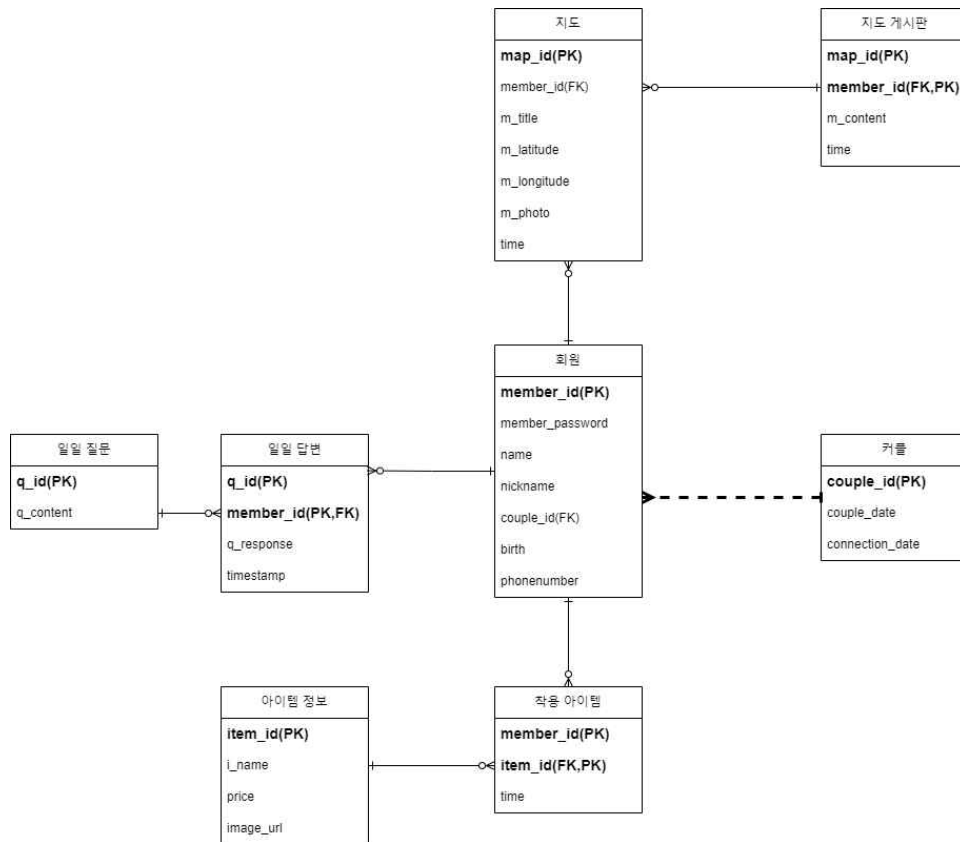 지도
map_id(PK)
member_id(FK)
m_title
m_latitude
m_longitude
m_photo
time
지도 게시판
map_id(PK)
member_id(FK,PK)
m_content
time
회원
member_id(PK)
member_password
name
nickname
couple_id(FK)
birth
phonenumber
일일 질문
q_id(PK)
q_content
일일 답변
q_id(PK)
member_id(PK,FK)
q_response
timestamp
커플
couple_id(PK)
couple_date
connection_date
아이템 정보
item_id(PK)
i_name
price
image_url
착용 아이템
member_id(PK)
item_id(FK,PK)
time